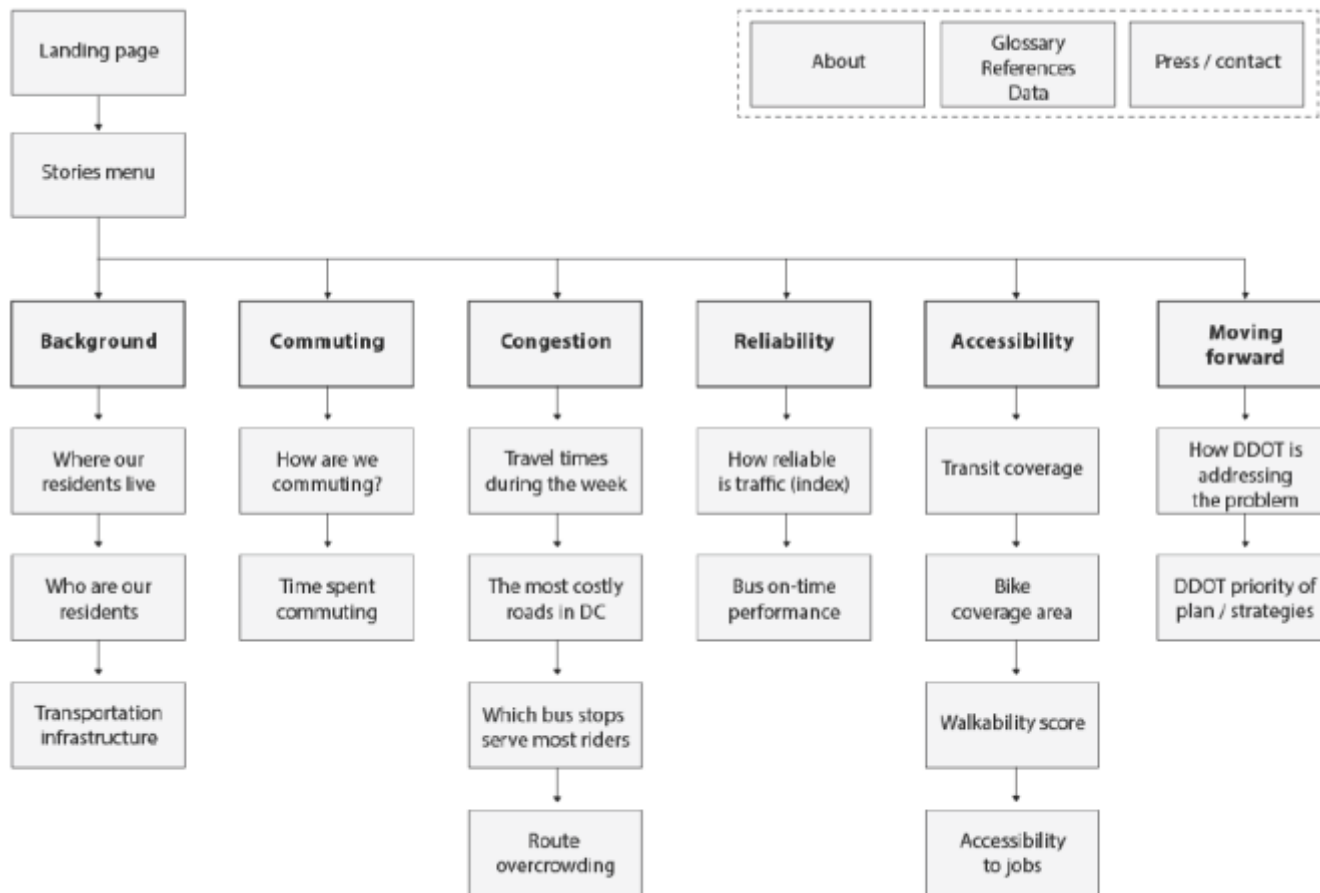 Landing page
About
Glossary
References
Data
Press / contact
Stories menu
Background
Commuting
Congestion
Reliability
Accessibility
Moving
forward
Where our
residents live
How are we
commuting?
Travel times
during the week
How reliable
is traffic (index)
Transit coverage
How DDOT is
addressing
the problem
Who are our
residents
Time spent
commuting
The most costly
roads in DC
Bus on-time
performance
Bike
coverage area
DDOT priority of
plan / strategies
Transportation
infrastructure
Which bus stops
serve most riders
Walkability score
Route
overcrowding
Accessibility
to jobs